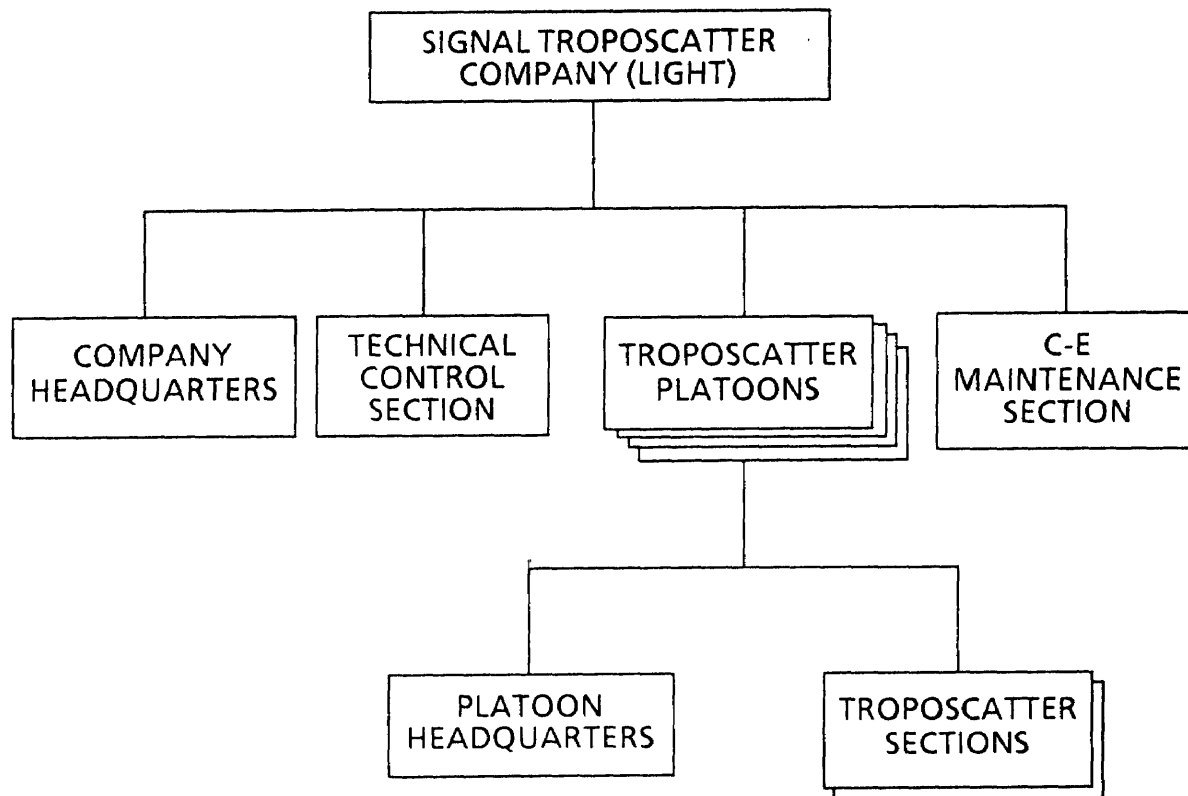 SIGNAL TROPOSCATTER
COMPANY (LIGHT)
COMPANY
HEADQUARTERS
TECHNICAL
CONTROL
SECTION
TROPOSCATTER
PLATOONS
C-E
MAINTENANCE
SECTION
PLATOON
HEADQUARTERS
TROPOSCATTER
SECTIONS